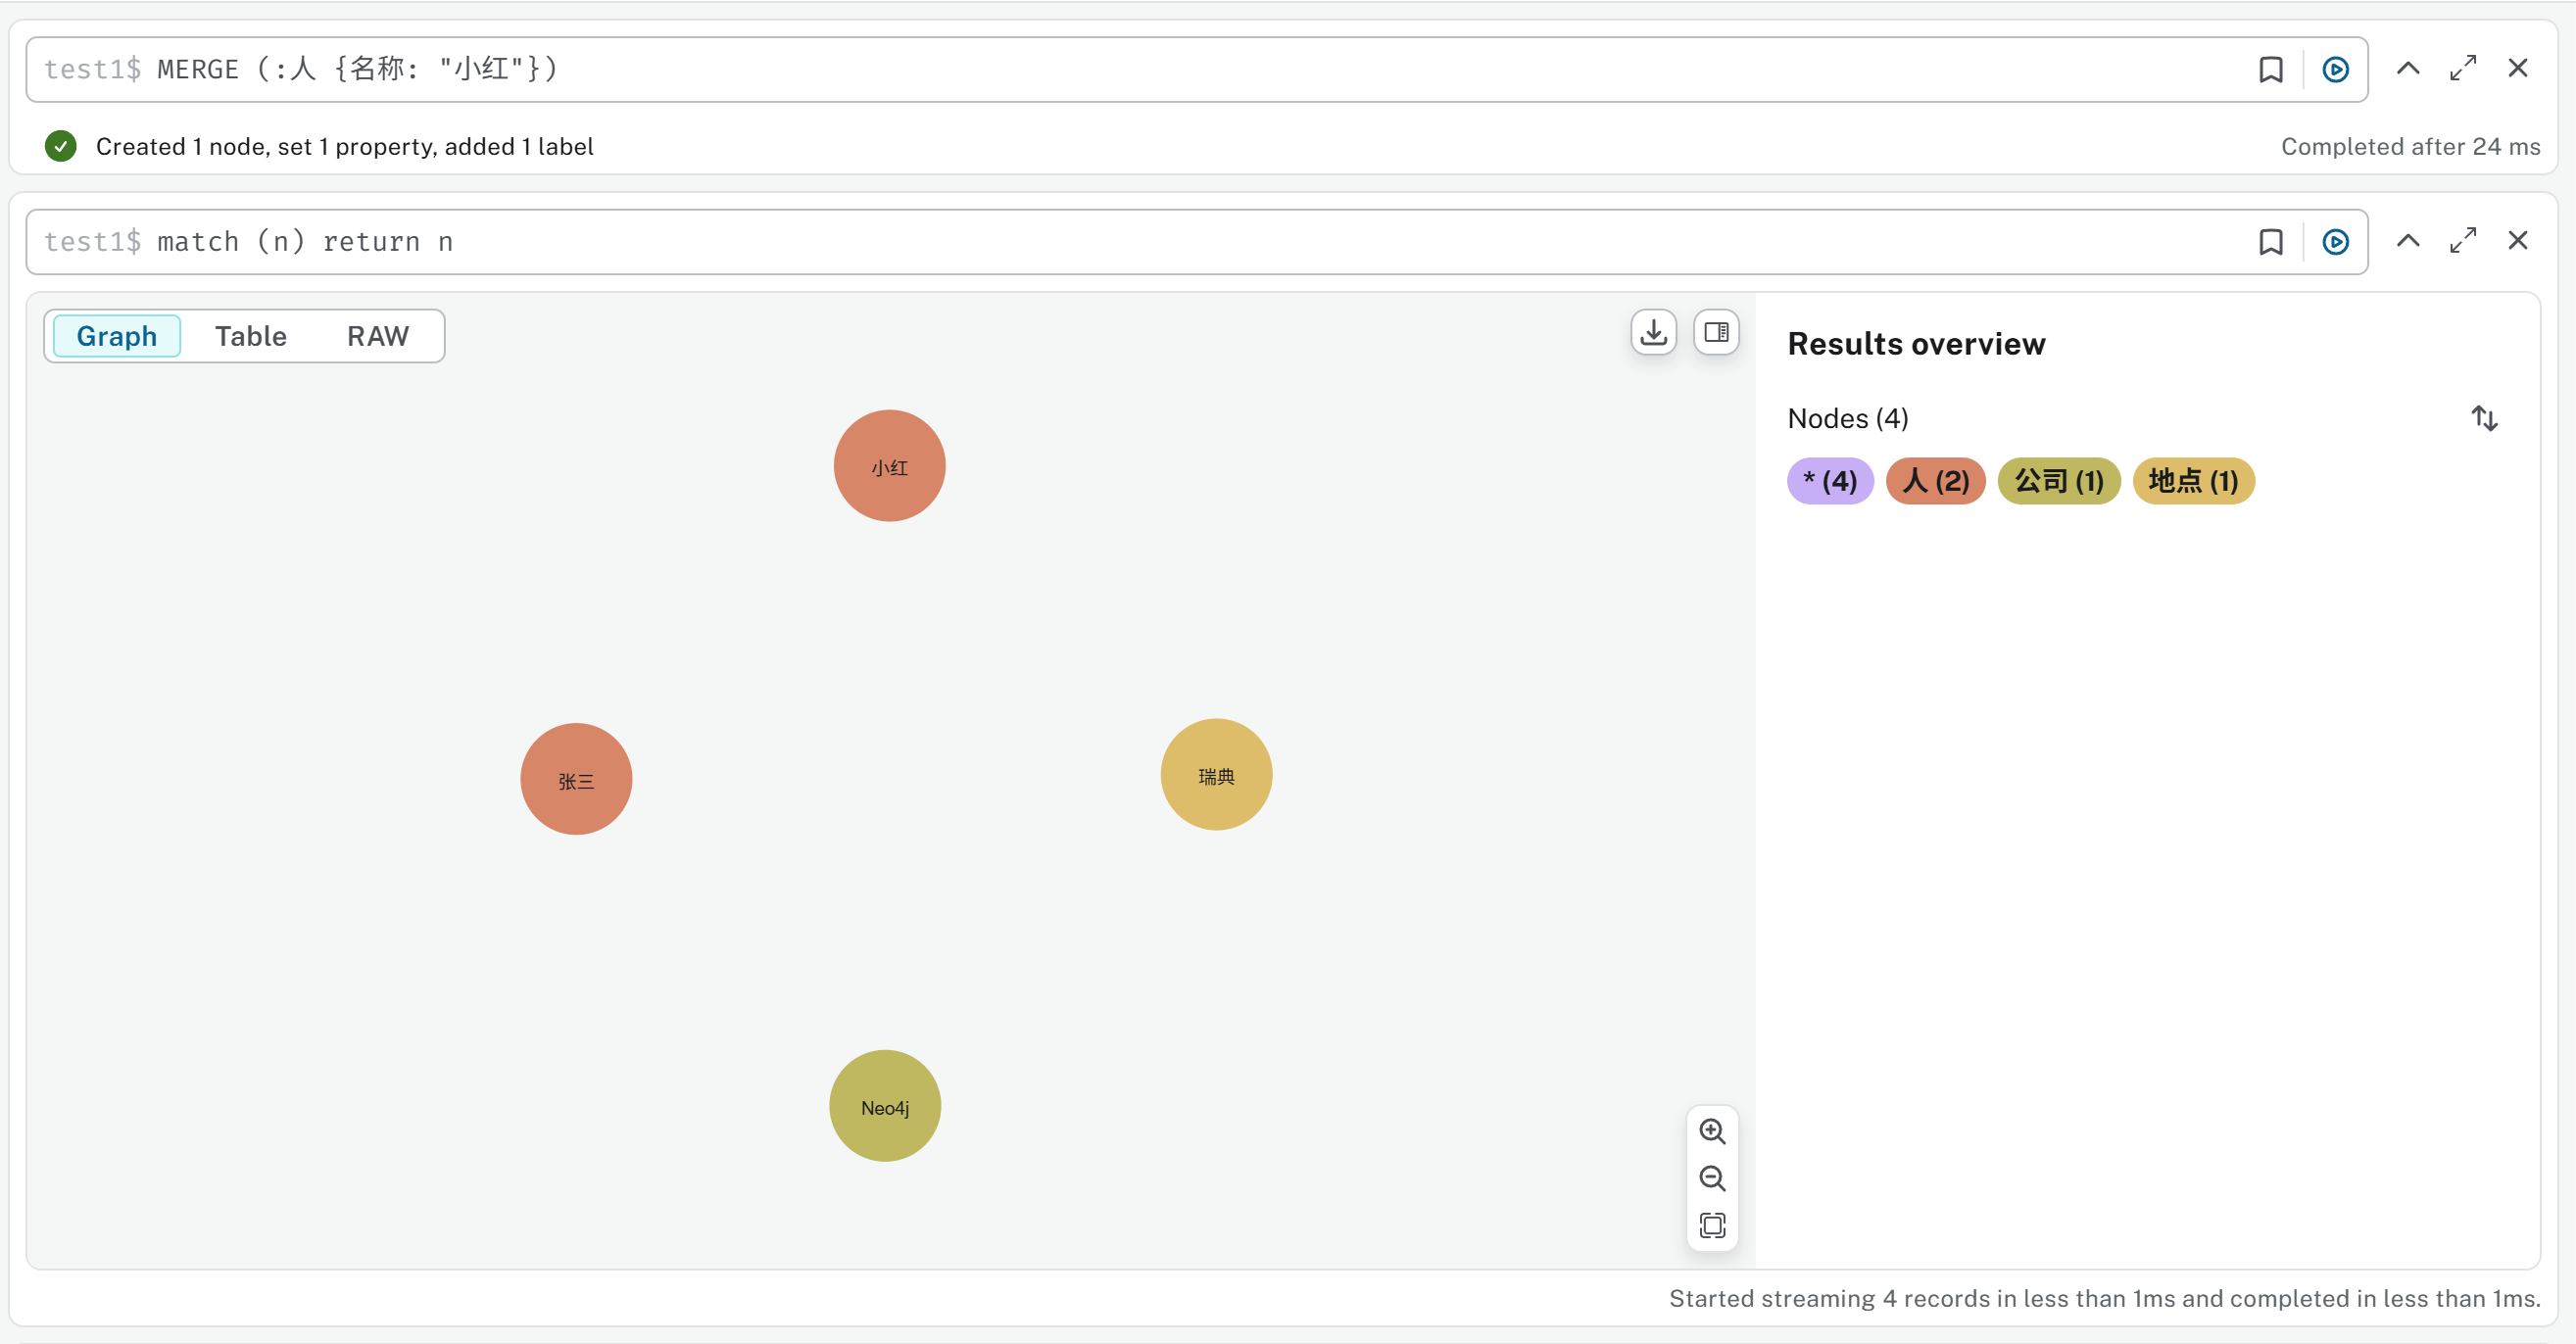 test1$ MERGE (:人 {名称: "小红"})
Created 1 node, set 1 property, added 1 label
Completed after 24 ms
test1$ match (n) return n
Graph Table RAW
小红
张三
瑞典
Neo4j
Results overview
Nodes (4)
* (4) 人 (2) 公司 (1) 地点 (1)
Started streaming 4 records in less than 1ms and completed in less than 1ms.